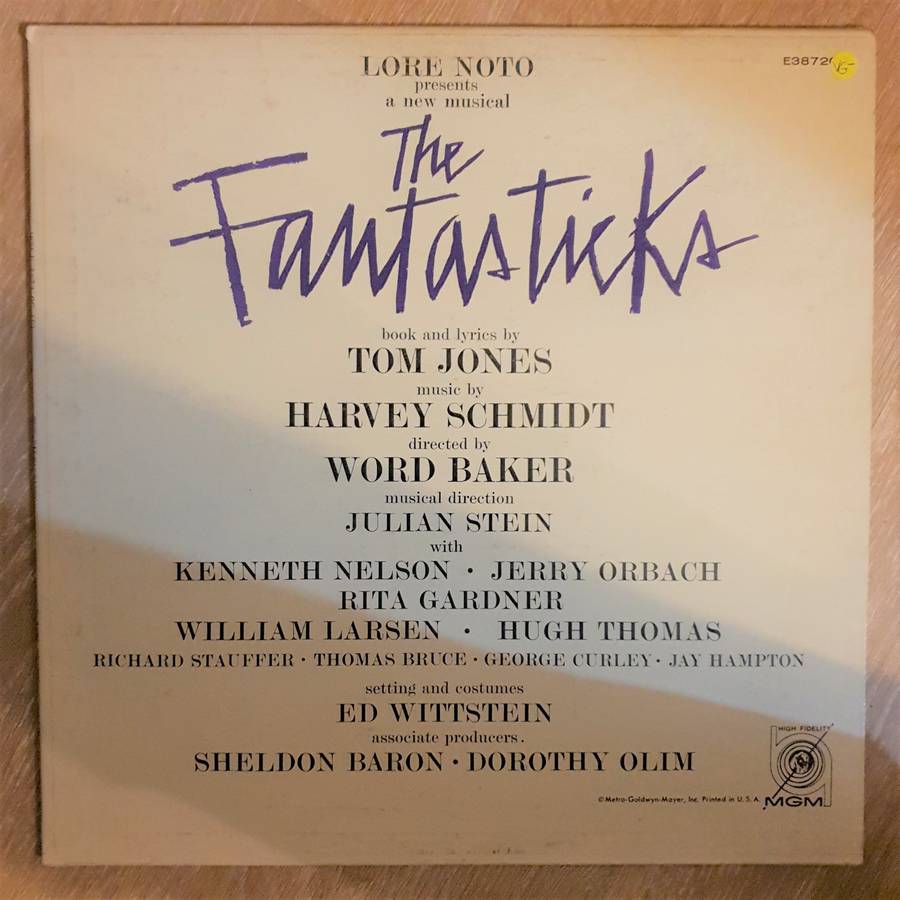 LORE NOTO
presents
a new musical
E3872
VG-
The
Fantasticks
book and lyrics by
TOM JONES
music by
HARVEY SCHMIDT
directed by
WORD BAKER
musical direction
JULIAN STEIN
with
KENNETH NELSON · JERRY ORBACH
RITA GARDNER
WILLIAM LARSEN · HUGH THOMAS
RICHARD STAUFFER · THOMAS BRUCE · GEORGE CURLEY · JAY HAMPTON
setting and costumes
ED WITTSTEIN
associate producers.
SHELDON BARON · DOROTHY OLIM
HIGH FIDELITY
©Metro-Goldwyn-Mayer, Inc. Printed in U. S. A.
MGM